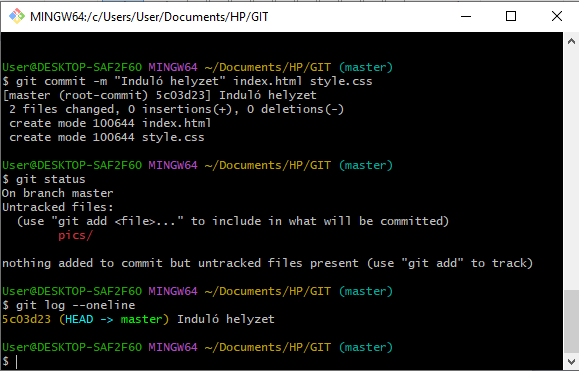 MINGW64:/c/Users/User/Documents/HP/GIT
User@DESKTOP-SAF2F6O MINGW64 ~/Documents/HP/GIT (master)
$ git commit -m "Induló helyzet" index.html style.css
[master (root-commit) 5c03d23] Induló helyzet
 2 files changed, 0 insertions(+), 0 deletions(-)
 create mode 100644 index.html
 create mode 100644 style.css
User@DESKTOP-SAF2F6O MINGW64 ~/Documents/HP/GIT (master)
$ git status
On branch master
Untracked files:
  (use "git add <file>..." to include in what will be committed)
        pics/
nothing added to commit but untracked files present (use "git add" to track)
User@DESKTOP-SAF2F6O MINGW64 ~/Documents/HP/GIT (master)
$ git log --oneline
5c03d23 (HEAD -> master) Induló helyzet
User@DESKTOP-SAF2F6O MINGW64 ~/Documents/HP/GIT (master)
$